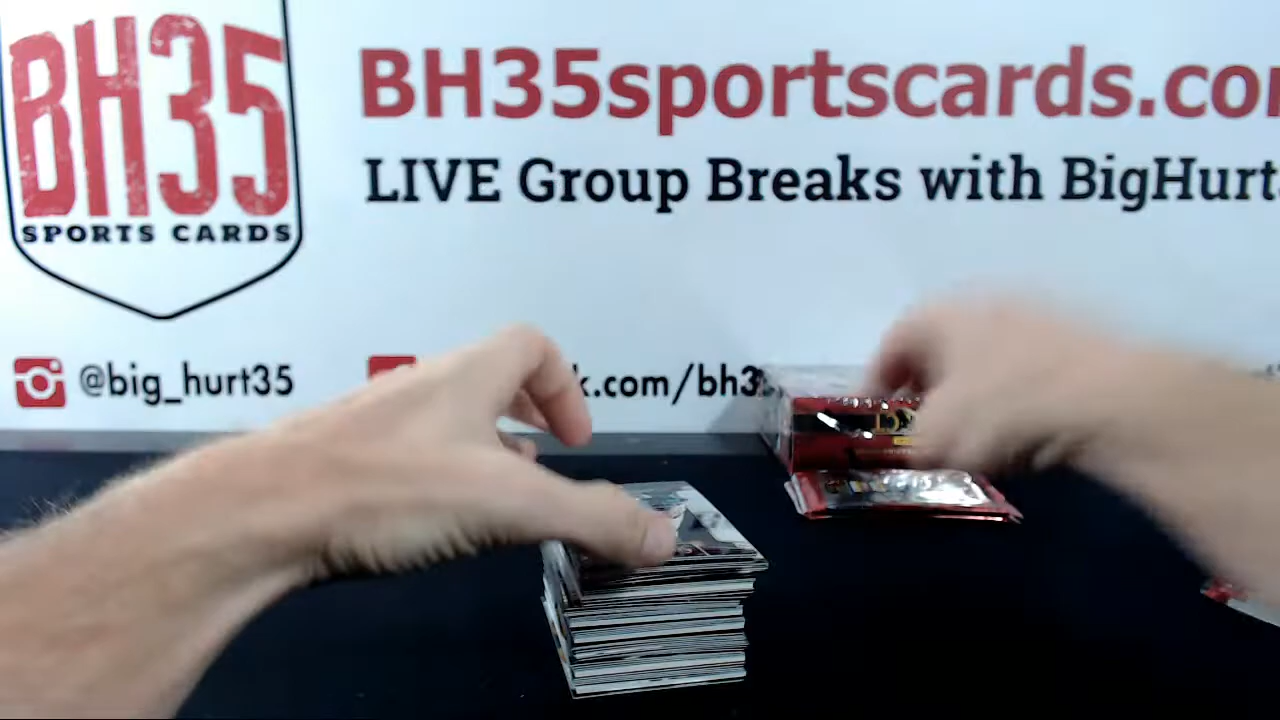 BH35
SPORTS CARDS
BH35sportscards.co
LIVE Group Breaks with BigHurt
@big_hurt35
k.com/bh3